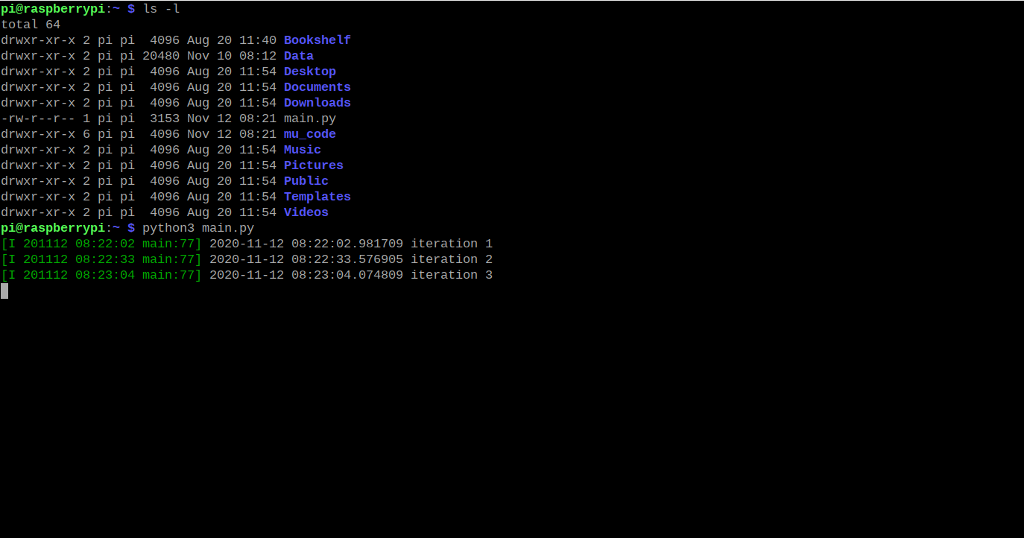 pi@raspberrypi:~ $ ls -l
total 64
drwxr-xr-x 2 pi pi  4096 Aug 20 11:40 Bookshelf
drwxr-xr-x 2 pi pi 20480 Nov 10 08:12 Data
drwxr-xr-x 2 pi pi  4096 Aug 20 11:54 Desktop
drwxr-xr-x 2 pi pi  4096 Aug 20 11:54 Documents
drwxr-xr-x 2 pi pi  4096 Aug 20 11:54 Downloads
-rw-r--r-- 1 pi pi  3153 Nov 12 08:21 main.py
drwxr-xr-x 6 pi pi  4096 Nov 12 08:21 mu_code
drwxr-xr-x 2 pi pi  4096 Aug 20 11:54 Music
drwxr-xr-x 2 pi pi  4096 Aug 20 11:54 Pictures
drwxr-xr-x 2 pi pi  4096 Aug 20 11:54 Public
drwxr-xr-x 2 pi pi  4096 Aug 20 11:54 Templates
drwxr-xr-x 2 pi pi  4096 Aug 20 11:54 Videos
pi@raspberrypi:~ $ python3 main.py
[I 201112 08:22:02 main:77] 2020-11-12 08:22:02.981709 iteration 1
[I 201112 08:22:33 main:77] 2020-11-12 08:22:33.576905 iteration 2
[I 201112 08:23:04 main:77] 2020-11-12 08:23:04.074809 iteration 3